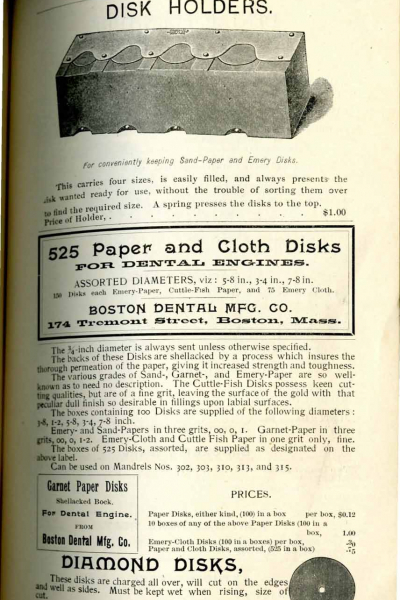 DISK HOLDERS.
For conveniently keeping Sand-Paper and Emery Disks.
This carries four sizes, is easily filled, and always presents the
disk wanted ready for use, without the trouble of sorting them over
to find the required size. A spring presses the disks to the top.
Price of Holder, . . . . . . . . . $1.00
525 Paper and Cloth Disks
FOR DENTAL ENGINES.
ASSORTED DIAMETERS, viz: 5-8 in., 3-4 in., 7-8 in.
150 Disks each Emery-Paper, Cuttle-Fish Paper, and 75 Emery Cloth.
BOSTON DENTAL MFG. CO.
174 Tremont Street, Boston, Mass.
The ¾-inch diameter is always sent unless otherwise specified.
The backs of these Disks are shellacked by a process which insures the
thorough permeation of the paper, giving it increased strength and toughness.
The various grades of Sand-, Garnet-, and Emery-Paper are so well-
known as to need no description. The Cuttle-Fish Disks possess keen cut-
ting qualities, but are of a fine grit, leaving the surface of the gold with that
peculiar dull finish so desirable in fillings upon labial surfaces.
The boxes containing 100 Disks are supplied of the following diameters:
3-8, 1-2, 5-8, 3-4, 7-8 inch.
Emery- and Sand-Papers in three grits, 00, 0, 1. Garnet-Paper in three
grits, 00, 0, 1-2. Emery-Cloth and Cuttle Fish Paper in one grit only, fine.
The boxes of 525 Disks, assorted, are supplied as designated on the
above label.
Can be used on Mandrels Nos. 302, 303, 310, 313, and 315.
Garnet Paper Disks
Shellacked Back.
For Dental Engine.
FROM
Boston Dental Mfg. Co.
PRICES.
Paper Disks, either kind, (100) in a box per box, $0.12
10 boxes of any of the above Paper Disks (100 in a
box, 1.00
Emery-Cloth Disks (100 in a boxes) per box,
Paper and Cloth Disks, assorted, (525 in a box) .75
DIAMOND DISKS,
These disks are charged all over, will cut on the edges
and well as sides. Must be kept wet when rising, size of
cut.